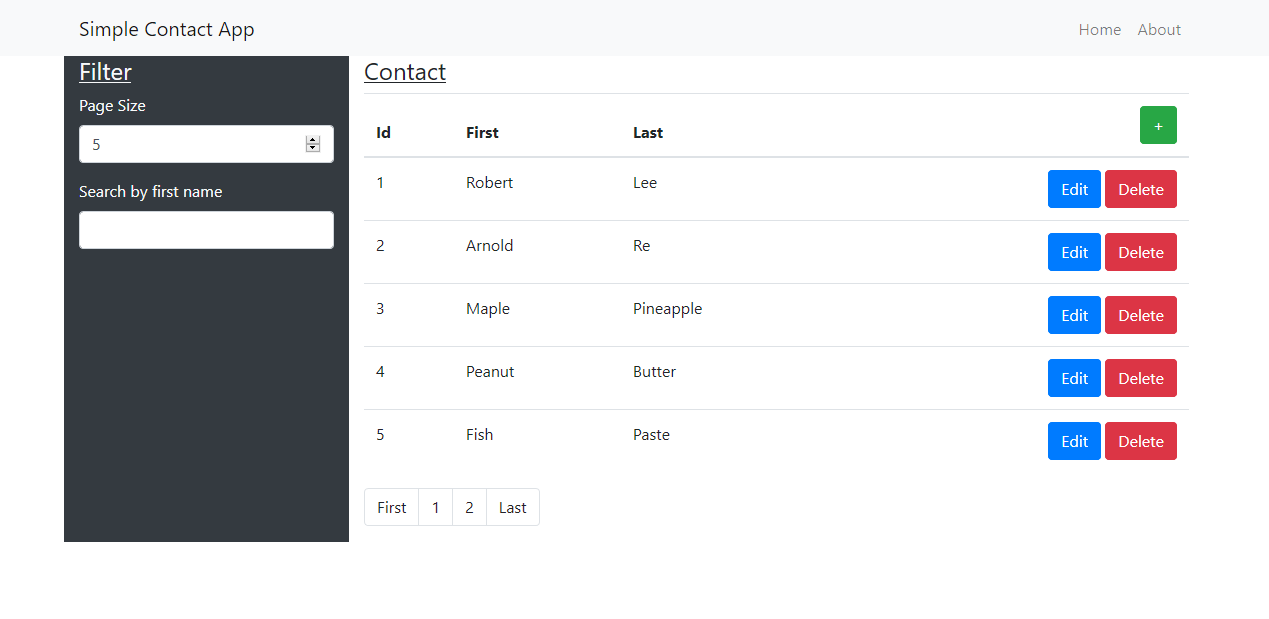 Simple Contact App Home About
Filter
Page Size
5
Search by first name
Contact
Id First Last +
1 Robert Lee Edit Delete
2 Arnold Re Edit Delete
3 Maple Pineapple Edit Delete
4 Peanut Butter Edit Delete
5 Fish Paste Edit Delete
First 1 2 Last